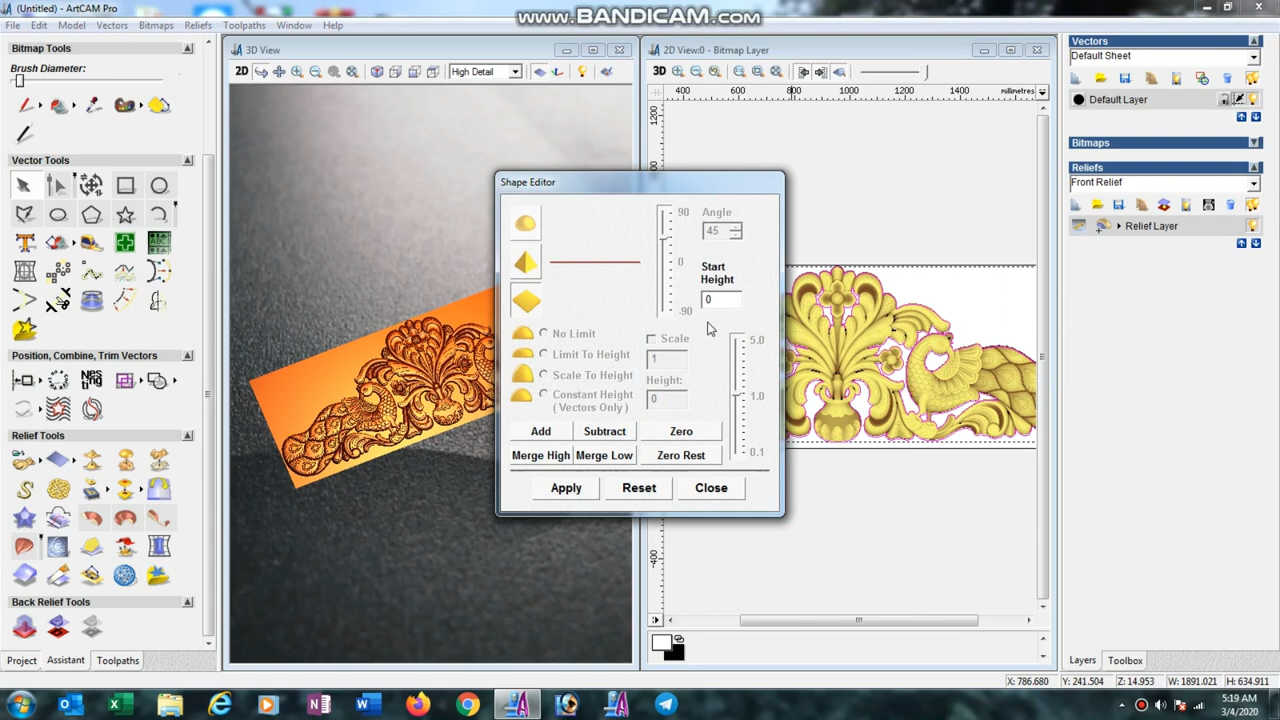 (Untitled) - ArtCAM Pro
www.BANDICAM.com
File Edit Model Vectors Bitmaps Reliefs Toolpaths Window Help
Bitmap Tools
Brush Diameter:
Vector Tools
Position, Combine, Trim Vectors
Relief Tools
Back Relief Tools
Project Assistant Toolpaths
3D View
2D High Detail
2D View:0 - Bitmap Layer
3D
400 600 800 1000 1200 1400 millimetres
1200
-400
Shape Editor
90 Angle
45
0 Start
Height
0
-90
No Limit
Limit To Height
Scale To Height
Constant Height
( Vectors Only )
Scale
1
Height:
0
5.0
1.0
0.1
Add Subtract Zero
Merge High Merge Low Zero Rest
Apply Reset Close
Vectors
Default Sheet
Default Layer
Bitmaps
Reliefs
Front Relief
Relief Layer
Layers Toolbox
X: 786.680 Y: 241.504 Z: 14.953 W: 1891.021 H: 634.911
5:19 AM
3/4/2020